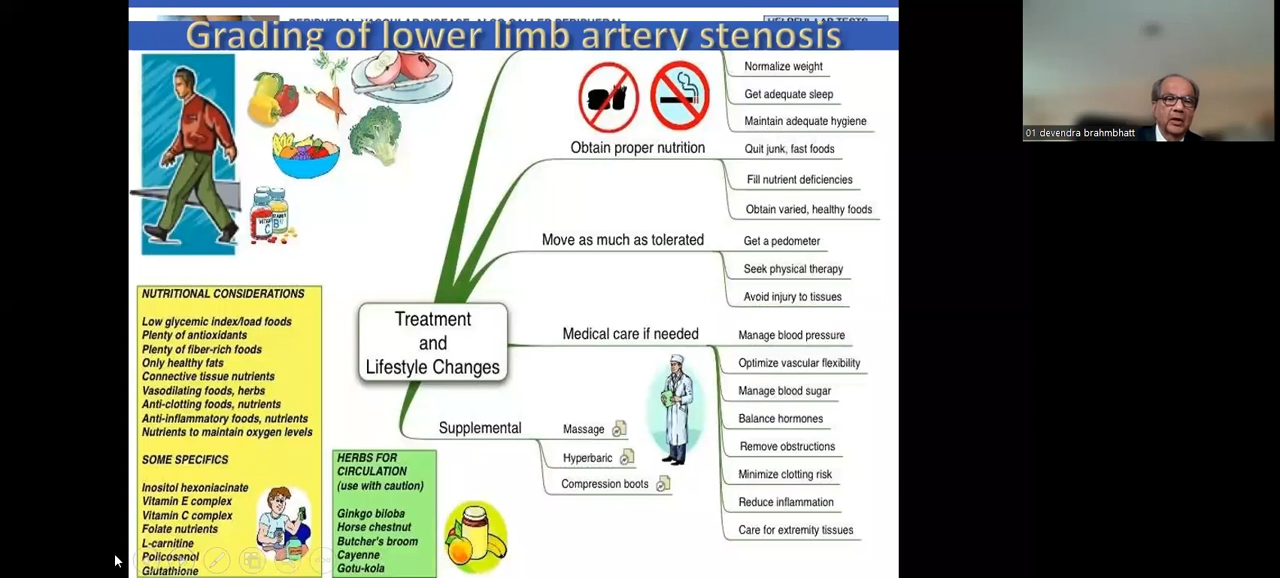 Grading of lower limb artery stenosis
Normalize weight
Get adequate sleep
Maintain adequate hygiene
Obtain proper nutrition
Quit junk, fast foods
Fill nutrient deficiencies
Obtain varied, healthy foods
Move as much as tolerated
Get a pedometer
Seek physical therapy
Avoid injury to tissues
Treatment
and
Lifestyle Changes
Medical care if needed
Manage blood pressure
Optimize vascular flexibility
Manage blood sugar
Balance hormones
Remove obstructions
Minimize clotting risk
Reduce inflammation
Care for extremity tissues
Supplemental
Massage
Hyperbaric
Compression boots
NUTRITIONAL CONSIDERATIONS
Low glycemic index/load foods
Plenty of antioxidants
Plenty of fiber-rich foods
Only healthy fats
Connective tissue nutrients
Vasodilating foods, herbs
Anti-clotting foods, nutrients
Anti-inflammatory foods, nutrients
Nutrients to maintain oxygen levels
SOME SPECIFICS
Inositol hexoniacinate
Vitamin E complex
Vitamin C complex
Folate nutrients
L-carnitine
Policosanol
Glutathione
HERBS FOR
CIRCULATION
(use with caution)
Ginkgo biloba
Horse chestnut
Butcher's broom
Cayenne
Gotu-kola
01 devendra brahmbhatt